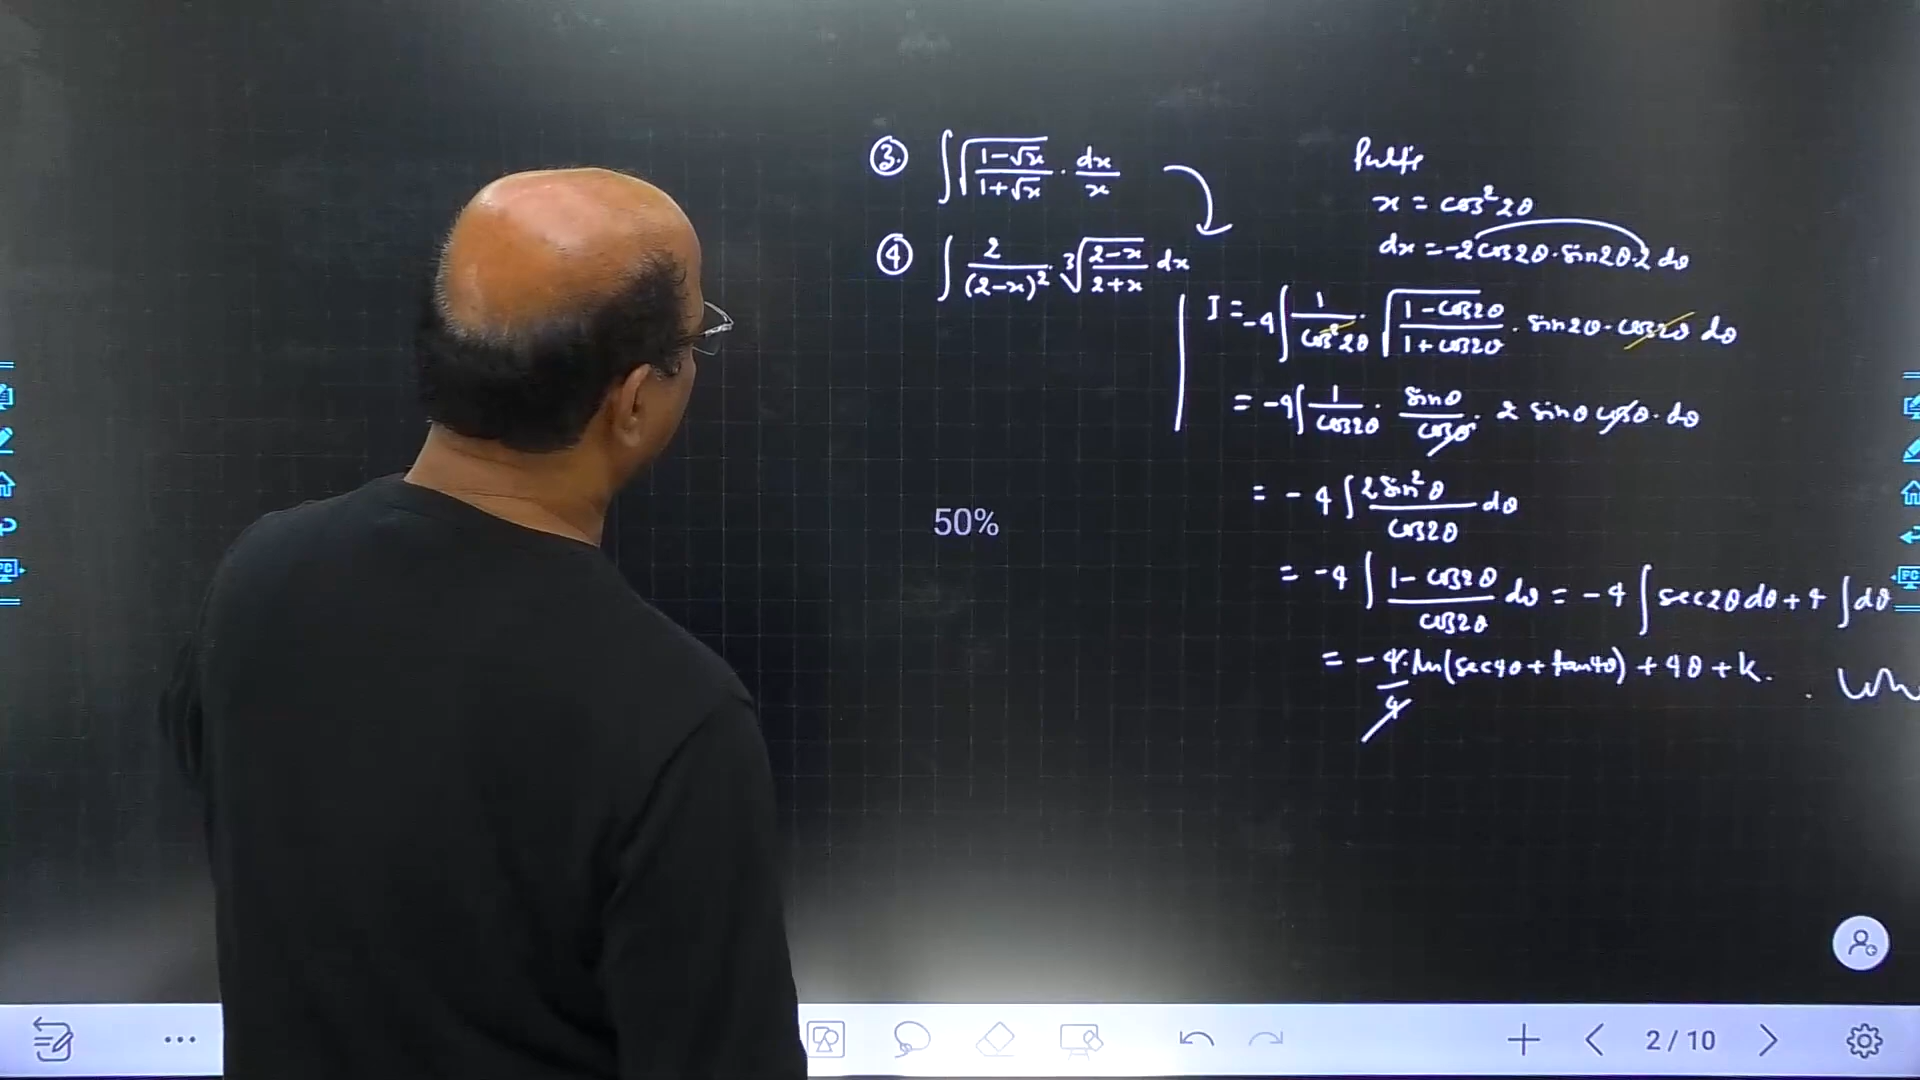 ③. ∫ √((1-√x)/(1+√x)) · dx/x
④ ∫ 2/(2-x)² · ∛((2-x)/(2+x)) dx
x = cos²2θ
dx = -2cos2θ·sin2θ·2 dθ
I = -4∫ 1/cos²2θ · √((1-cos2θ)/(1+cos2θ)) · sin2θ·cos2θ dθ
= -4∫ 1/cos2θ · sinθ/cosθ · 2 sinθ cosθ · dθ
= -4 ∫ 2sin²θ/cos2θ dθ
= -4 ∫ (1-cos2θ)/cos2θ dθ = -4 ∫ sec2θ dθ + 4 ∫ dθ
= -4/4 · ln(sec4θ + tan4θ) + 4θ + k.
50%
2/10